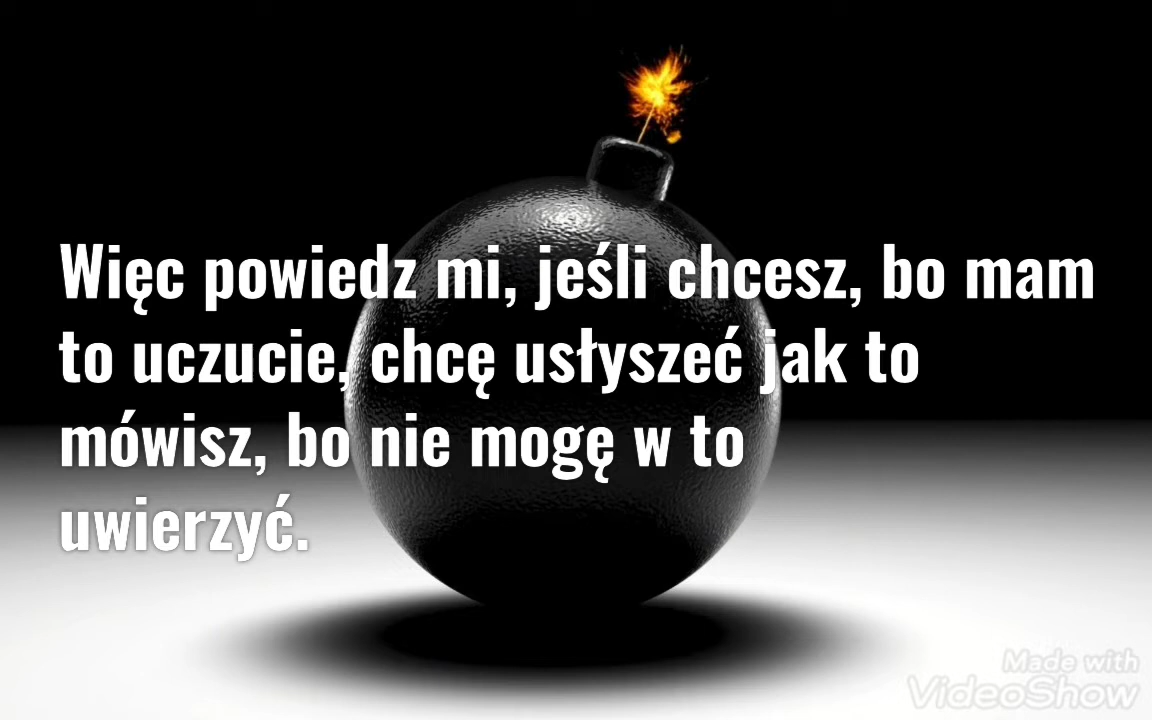 Więc powiedz mi, jeśli chcesz, bo mam
to uczucie, chcę usłyszeć jak to
mówisz, bo nie mogę w to
uwierzyć.
Made with
VideoShow